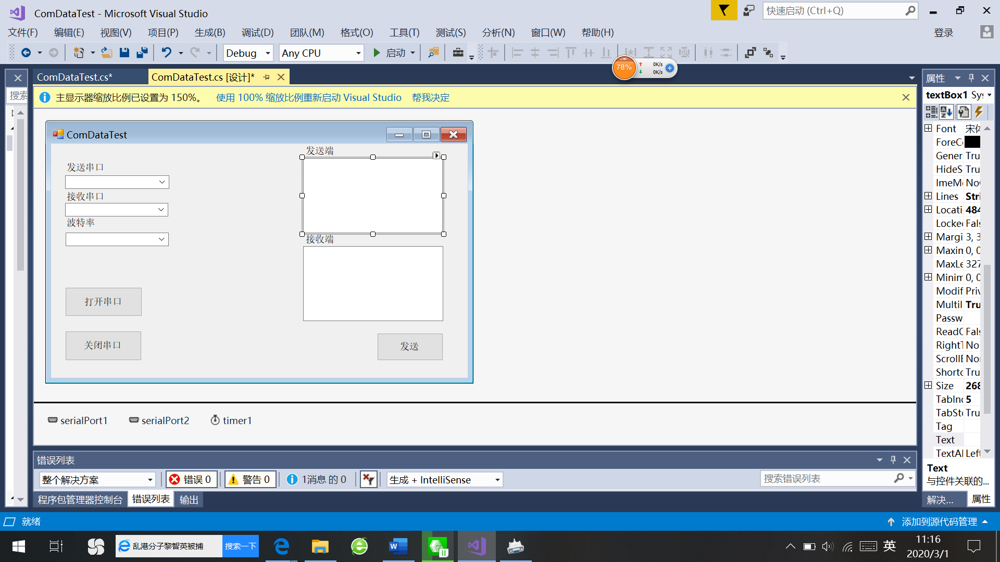 ComDataTest - Microsoft Visual Studio
快速启动 (Ctrl+Q)
文件(F) 编辑(E) 视图(V) 项目(P) 生成(B) 调试(D) 团队(M) 格式(O) 工具(T) 测试(S) 分析(N) 窗口(W) 帮助(H)
登录
Debug Any CPU 启动
78% 0K/s
0K/s
ComDataTest.cs* ComDataTest.cs [设计]*
搜索
主显示器缩放比例已设置为 150%。 使用 100% 缩放比例重新启动 Visual Studio 帮我决定
ComDataTest
发送串口
接收串口
波特率
打开串口
关闭串口
发送端
接收端
发送
serialPort1 serialPort2 timer1
错误列表
整个解决方案 错误 0 警告 0 1消息 的 0 生成 + IntelliSense
搜索错误列表
程序包管理器控制台 错误列表 输出
属性
textBox1 Sys
Font 宋体
ForeC
Gener Tru
HideS Tru
ImeM No
Lines Stri
Locati 484
Locke Fals
Margi 3, 3
Maxim 0, 0
MaxLe 327
Minim 0, 0
Modif Priv
Multil Tru
Passw
ReadO Fals
RightT No
ScrollB Nor
Shortc Tru
Size 268
TabInd 5
TabSto Tru
Tag
Text
TextAl Left
Text
与控件关联的...
解决... 属性
就绪
添加到源代码管理
乱港分子黎智英被捕 搜索一下
英
11:16
2020/3/1